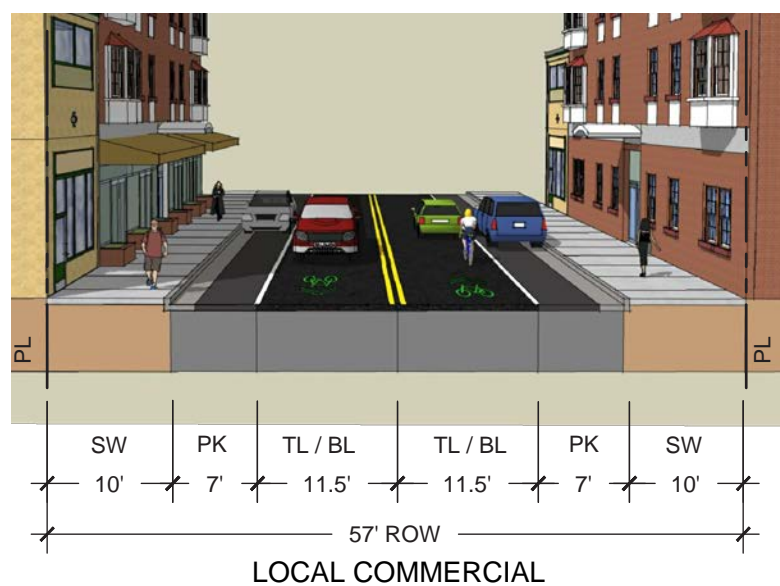 PL
PL
SW PK TL / BL TL / BL PK SW
10' 7' 11.5' 11.5' 7' 10'
57' ROW
LOCAL COMMERCIAL